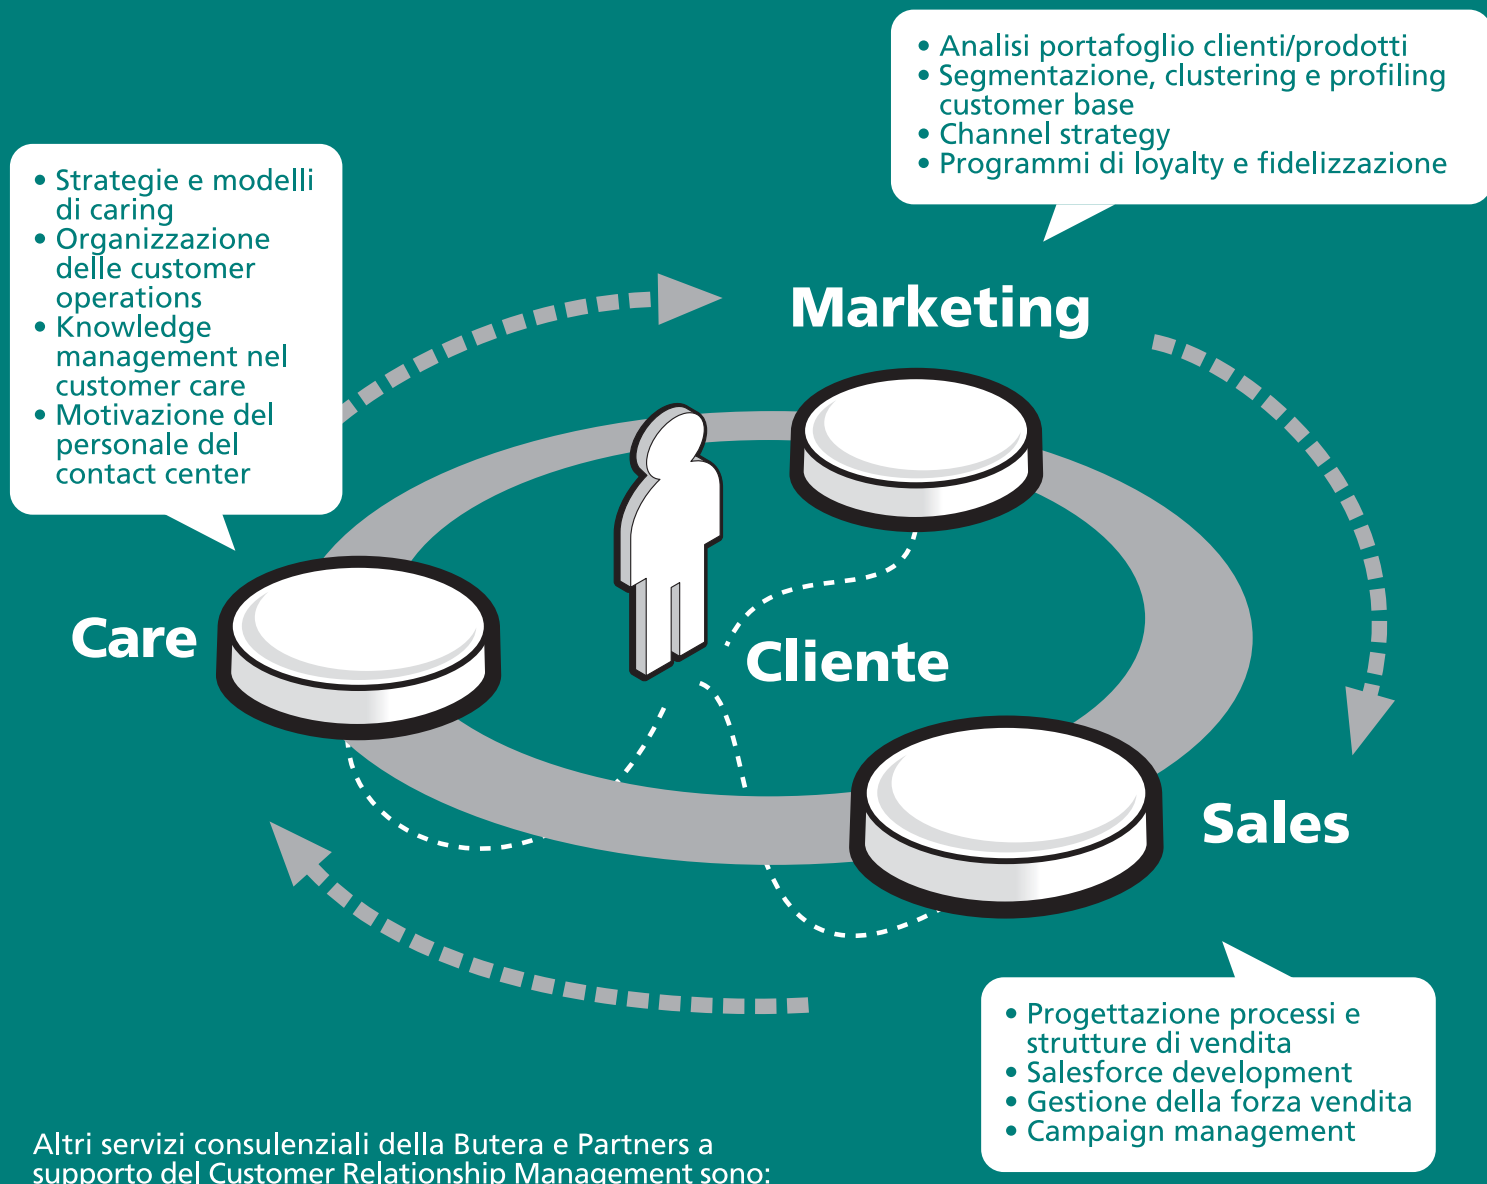 • Analisi portafoglio clienti/prodotti
• Segmentazione, clustering e profiling
customer base
• Channel strategy
• Programmi di loyalty e fidelizzazione
• Strategie e modelli
di caring
• Organizzazione
delle customer
operations
• Knowledge
management nel
customer care
• Motivazione del
personale del
contact center
Marketing
Care
Cliente
Sales
• Progettazione processi e
strutture di vendita
• Salesforce development
• Gestione della forza vendita
• Campaign management
Altri servizi consulenziali della Butera e Partners a
supporto del Customer Relationship Management sono: